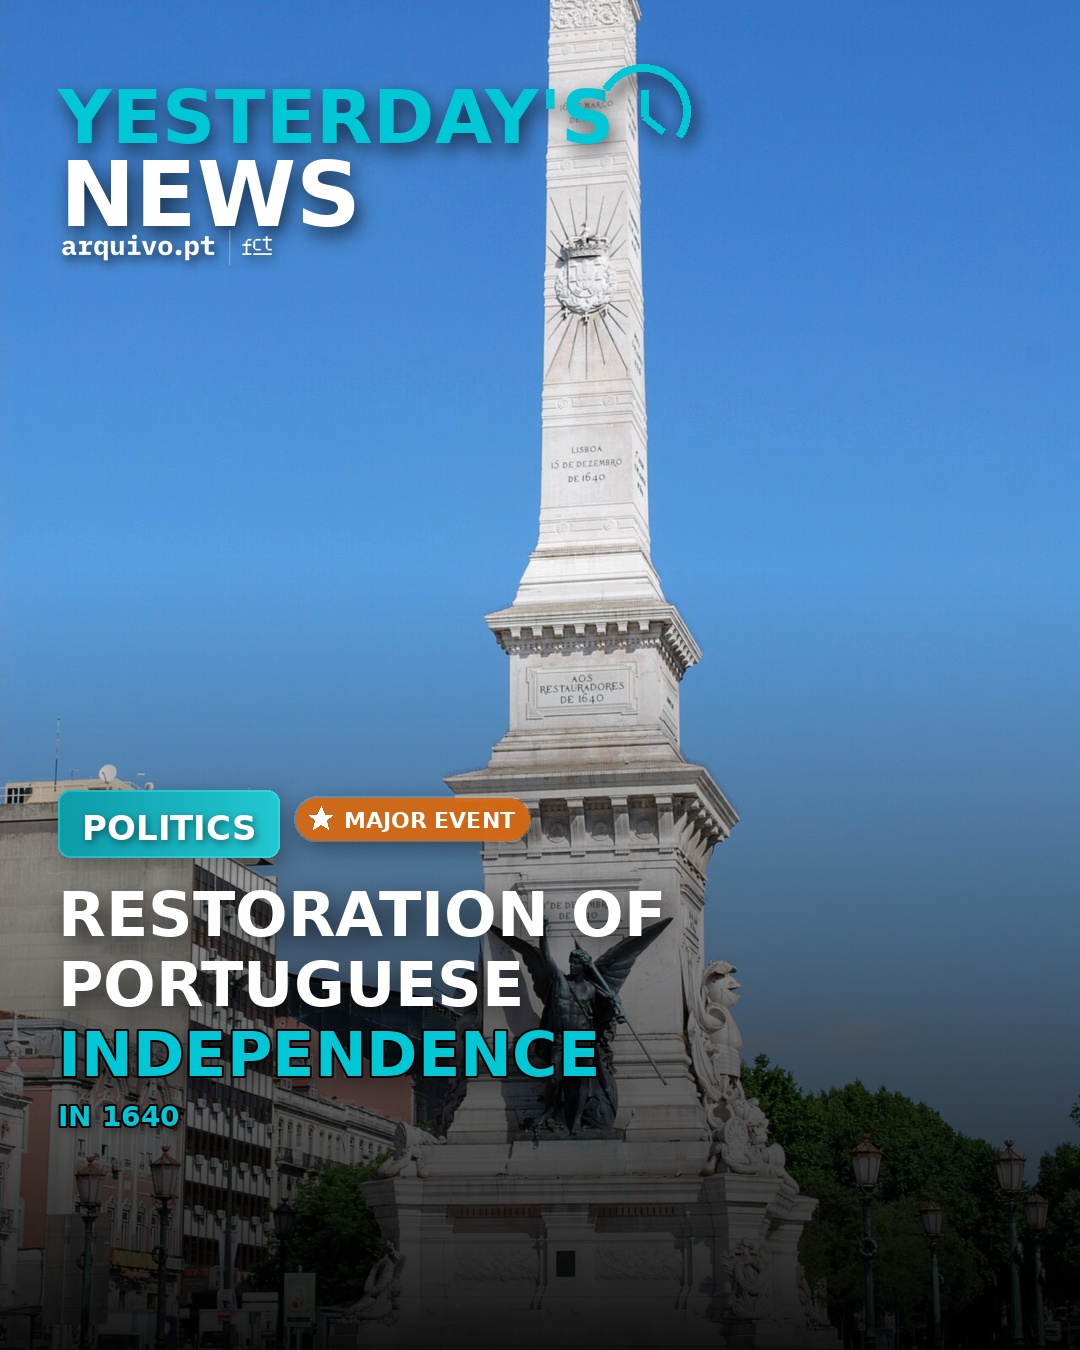 YESTERDAY'S
NEWS
arquivo.pt | fct
LISBOA
15 DE DEZEMBRO
DE 1640
AOS
RESTAURADORES
DE 1640
POLITICS
★ MAJOR EVENT
RESTORATION OF
PORTUGUESE
INDEPENDENCE
IN 1640